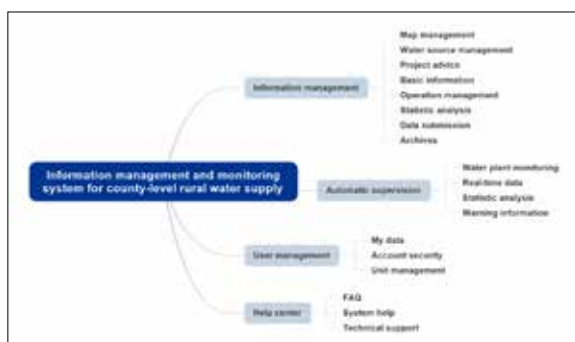 Map management
Water source management
Project advice
Information management
Basic information
Operation management
Statistic analysis
Data submission
Archives
Information management and monitoring
system for county-level rural water supply
Water plant monitoring
Automatic supervision
Real-time data
Statistic analysis
Warning information
My data
User management
Account security
Unit management
FAQ
Help center
System help
Technical support